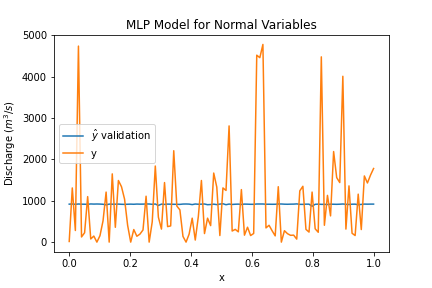 MLP Model for Normal Variables
Discharge (m³/s)
5000
4000
3000
2000
1000
0
ŷ validation
y
0.0 0.2 0.4 0.6 0.8 1.0
x